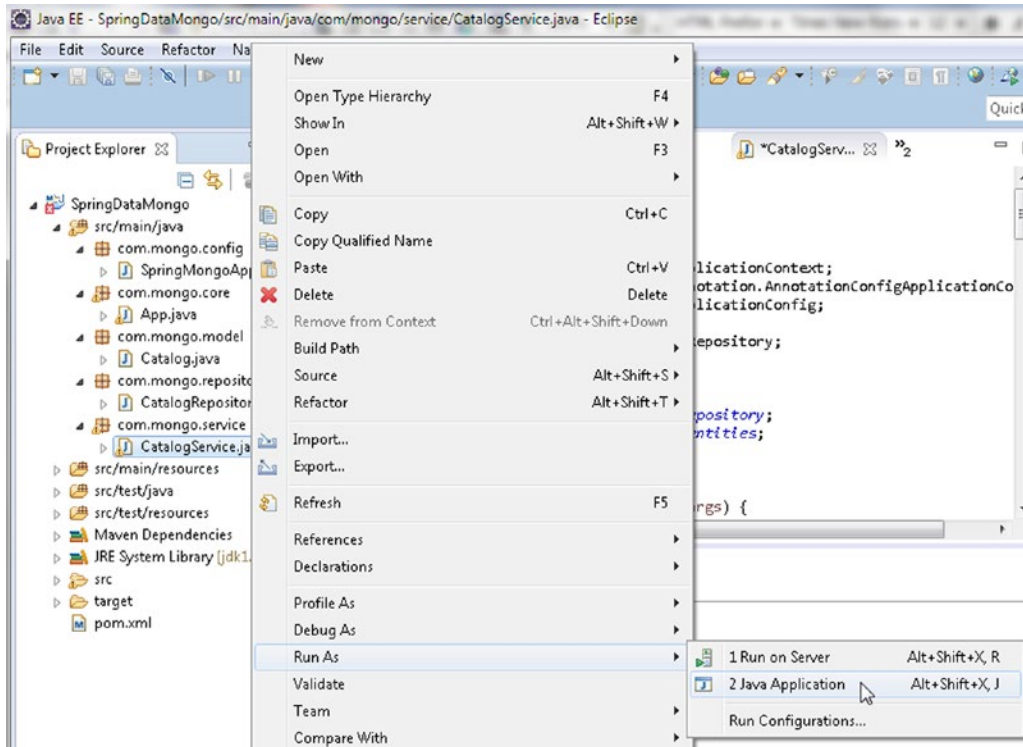 Java EE - SpringDataMongo/src/main/java/com/mongo/service/CatalogService.java - Eclipse
File Edit Source Refactor Na
Quick
Project Explorer
*CatalogServ... »2
SpringDataMongo
src/main/java
com.mongo.config
SpringMongoApp
com.mongo.core
App.java
com.mongo.model
Catalog.java
com.mongo.reposito
CatalogRepositor
com.mongo.service
CatalogService.ja
src/main/resources
src/test/java
src/test/resources
Maven Dependencies
JRE System Library [jdk1.
src
target
pom.xml
New
Open Type Hierarchy F4
Show In Alt+Shift+W
Open F3
Open With
Copy Ctrl+C
Copy Qualified Name
Paste Ctrl+V
Delete Delete
Remove from Context Ctrl+Alt+Shift+Down
Build Path
Source Alt+Shift+S
Refactor Alt+Shift+T
Import...
Export...
Refresh F5
References
Declarations
Profile As
Debug As
Run As
Validate
Team
Compare With
licationContext;
otation.AnnotationConfigApplicationCo
licationConfig;
epository;
pository;
ntities;
rgs) {
1 Run on Server Alt+Shift+X, R
2 Java Application Alt+Shift+X, J
Run Configurations...